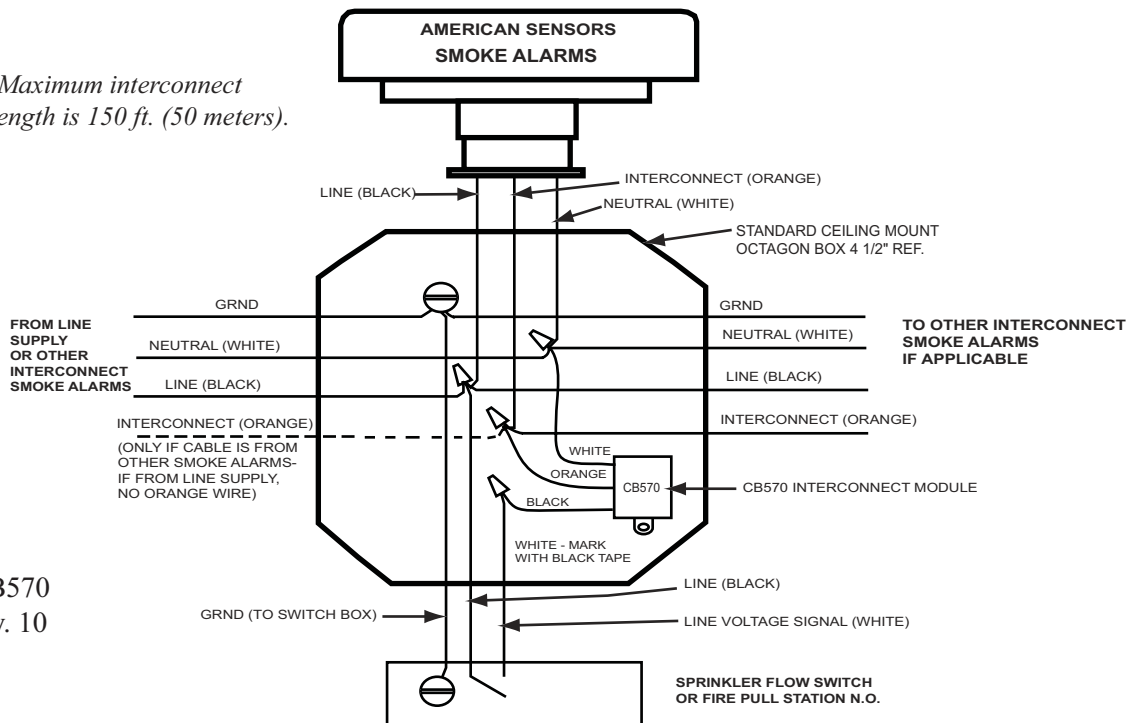 AMERICAN SENSORS
SMOKE ALARMS
Maximum interconnect
ength is 150 ft. (50 meters).
LINE (BLACK)
INTERCONNECT (ORANGE)
NEUTRAL (WHITE)
STANDARD CEILING MOUNT
OCTAGON BOX 4 1/2" REF.
GRND
GRND
FROM LINE
SUPPLY
OR OTHER
INTERCONNECT
SMOKE ALARMS
NEUTRAL (WHITE)
NEUTRAL (WHITE)
TO OTHER INTERCONNECT
SMOKE ALARMS
IF APPLICABLE
LINE (BLACK)
LINE (BLACK)
INTERCONNECT (ORANGE)
INTERCONNECT (ORANGE)
(ONLY IF CABLE IS FROM
OTHER SMOKE ALARMS-
IF FROM LINE SUPPLY,
NO ORANGE WIRE)
WHITE
ORANGE
BLACK
CB570
CB570 INTERCONNECT MODULE
WHITE - MARK
WITH BLACK TAPE
B570
v. 10
GRND (TO SWITCH BOX)
LINE (BLACK)
LINE VOLTAGE SIGNAL (WHITE)
SPRINKLER FLOW SWITCH
OR FIRE PULL STATION N.O.